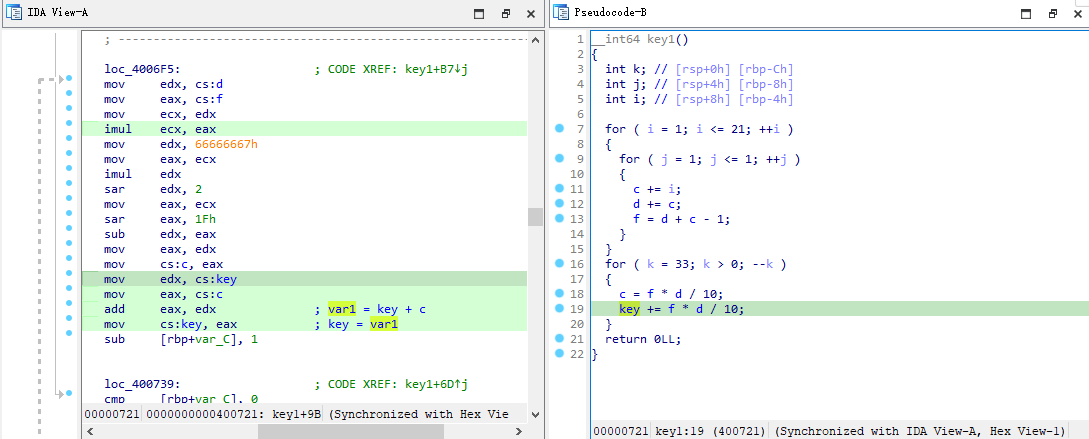 IDA View-A
; ----------------------------------------------------------
loc_4006F5: ; CODE XREF: key1+B7↓j
mov edx, cs:d
mov eax, cs:f
mov ecx, edx
imul ecx, eax
mov edx, 66666667h
mov eax, ecx
imul edx
sar edx, 2
mov eax, ecx
sar eax, 1Fh
sub edx, eax
mov eax, edx
mov cs:c, eax
mov edx, cs:key
mov eax, cs:c
add eax, edx ; var1 = key + c
mov cs:key, eax ; key = var1
sub [rbp+var_C], 1
loc_400739: ; CODE XREF: key1+6D↑j
cmp [rbp+var_C], 0
00000721 0000000000400721: key1+9B (Synchronized with Hex Vie
Pseudocode-B
1 __int64 key1()
2 {
3 int k; // [rsp+0h] [rbp-Ch]
4 int j; // [rsp+4h] [rbp-8h]
5 int i; // [rsp+8h] [rbp-4h]
6
7 for ( i = 1; i <= 21; ++i )
8 {
9 for ( j = 1; j <= 1; ++j )
10 {
11 c += i;
12 d += c;
13 f = d + c - 1;
14 }
15 }
16 for ( k = 33; k > 0; --k )
17 {
18 c = f * d / 10;
19 key += f * d / 10;
20 }
21 return 0LL;
22 }
00000721 key1:19 (400721) (Synchronized with IDA View-A, Hex View-1)